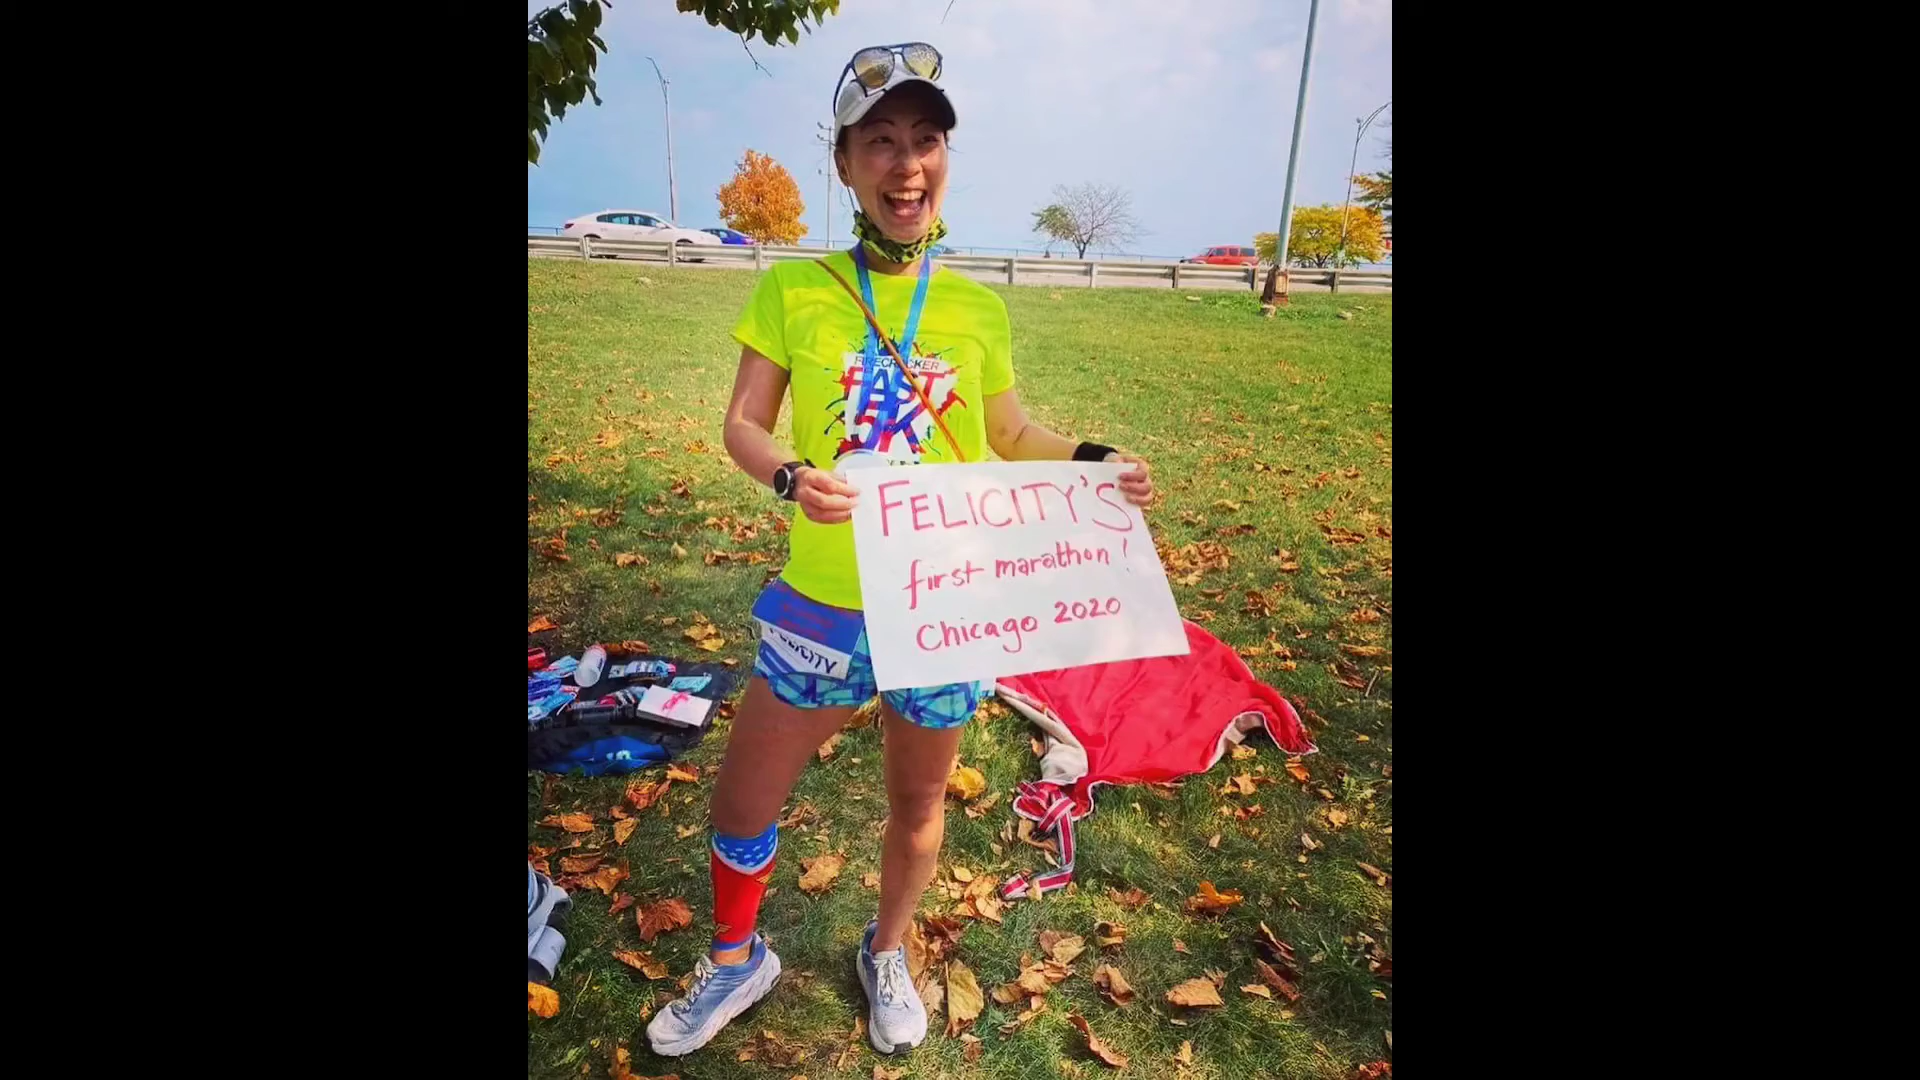 FIRECRACKER
FAST
5K
FELICITY'S
first marathon!
Chicago 2020
FELICITY